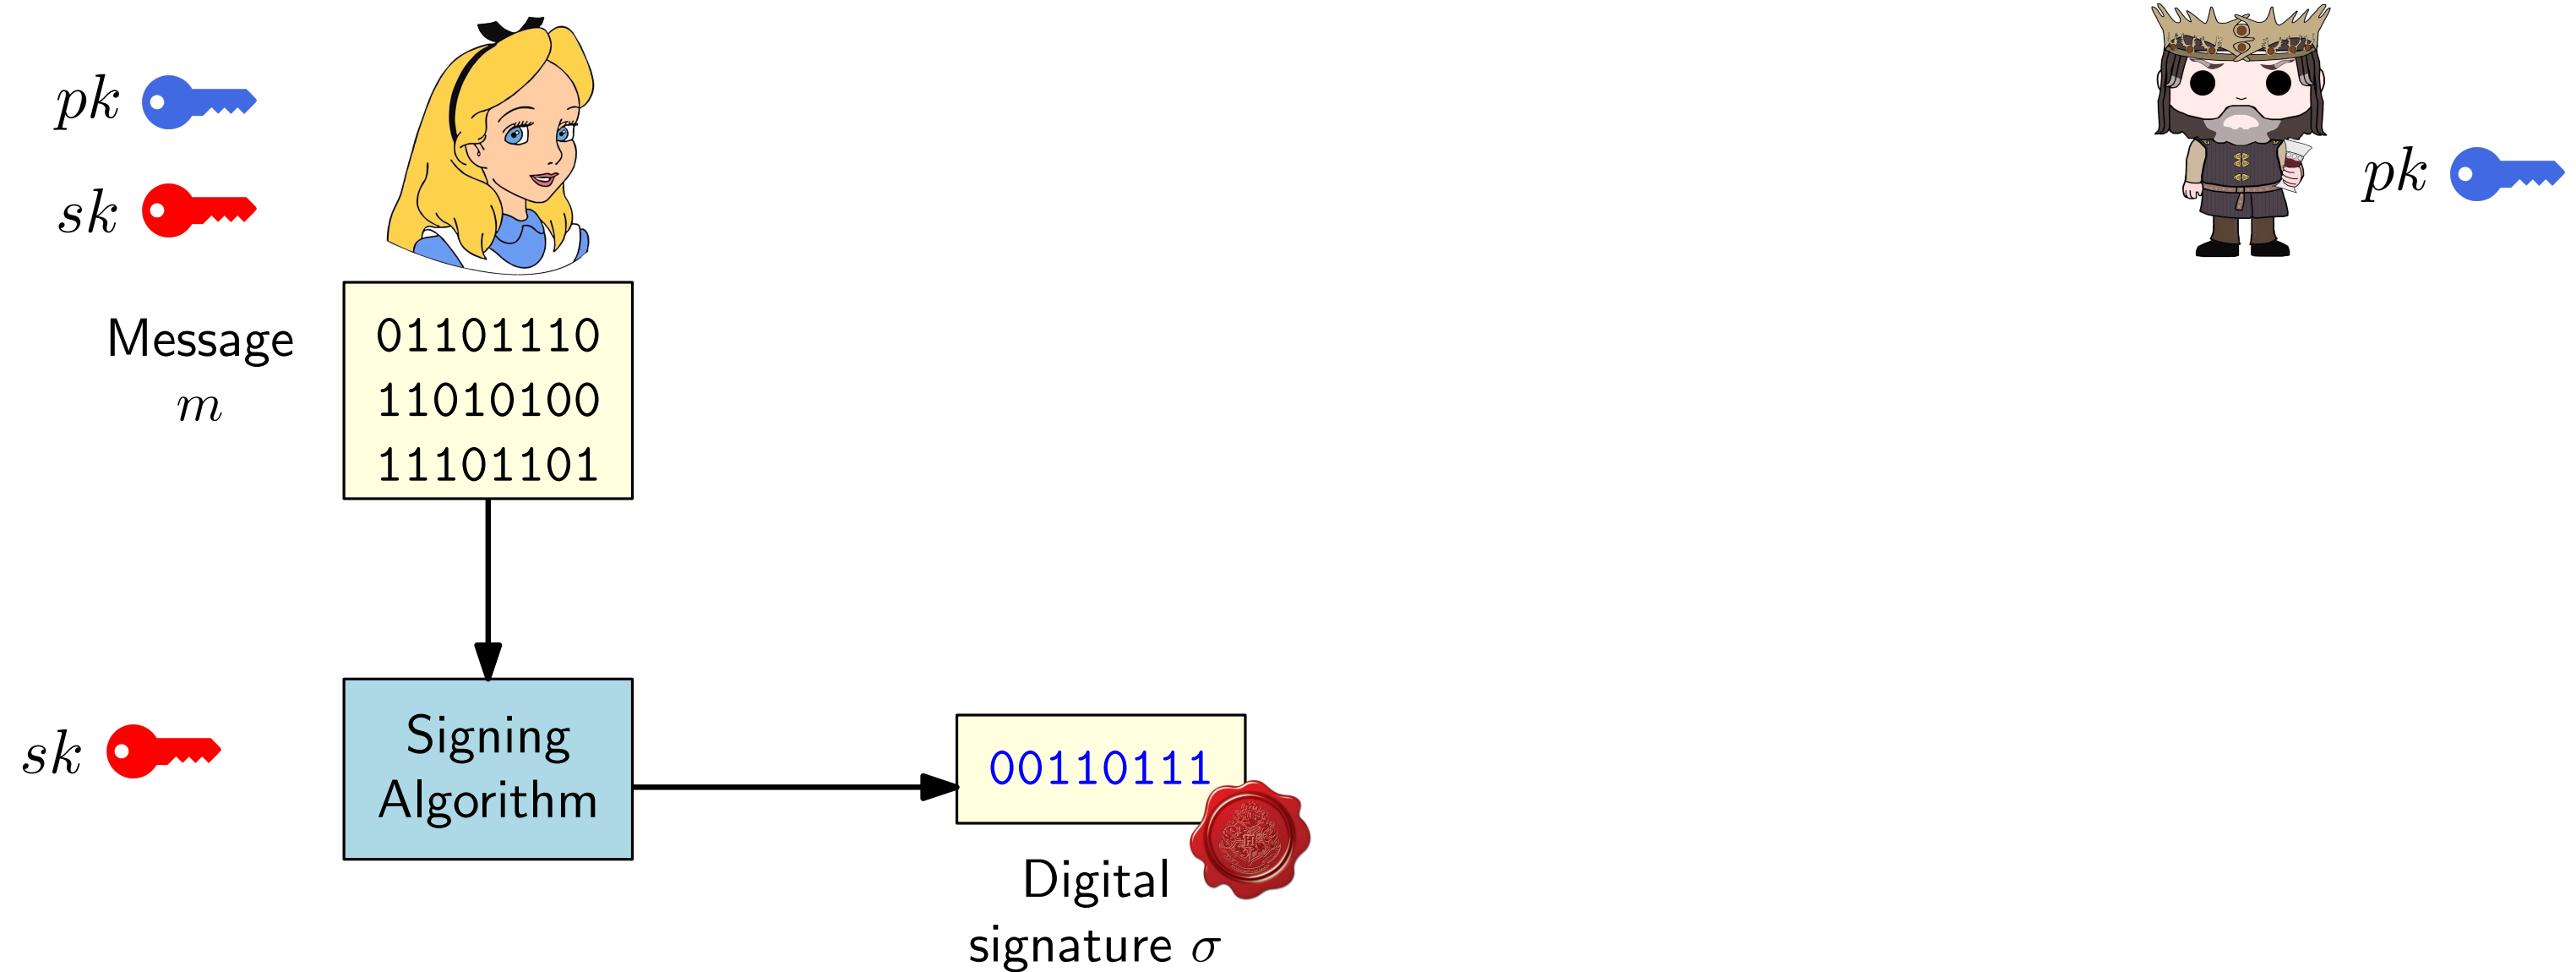 pk
sk
pk
Message
m
01101110
11010100
11101101
sk
Signing
Algorithm
00110111
Digital
signature σ
H